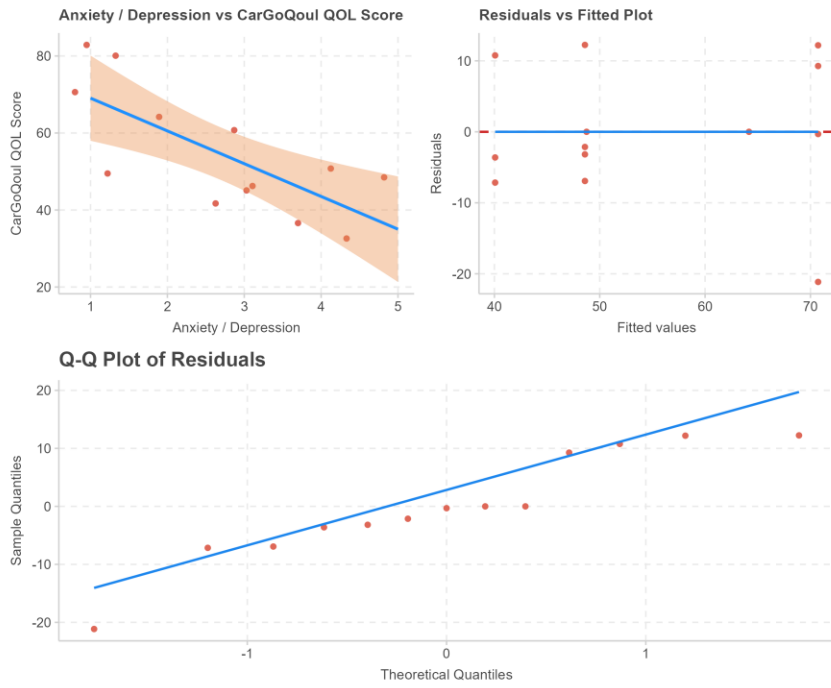 Anxiety / Depression vs CarGoQoul QOL Score
80
60
40
20
CarGoQoul QOL Score
1 2 3 4 5
Anxiety / Depression
Residuals vs Fitted Plot
10
0
-10
-20
Residuals
40 50 60 70
Fitted values
Q-Q Plot of Residuals
20
10
0
-10
-20
Sample Quantiles
-1 0 1
Theoretical Quantiles